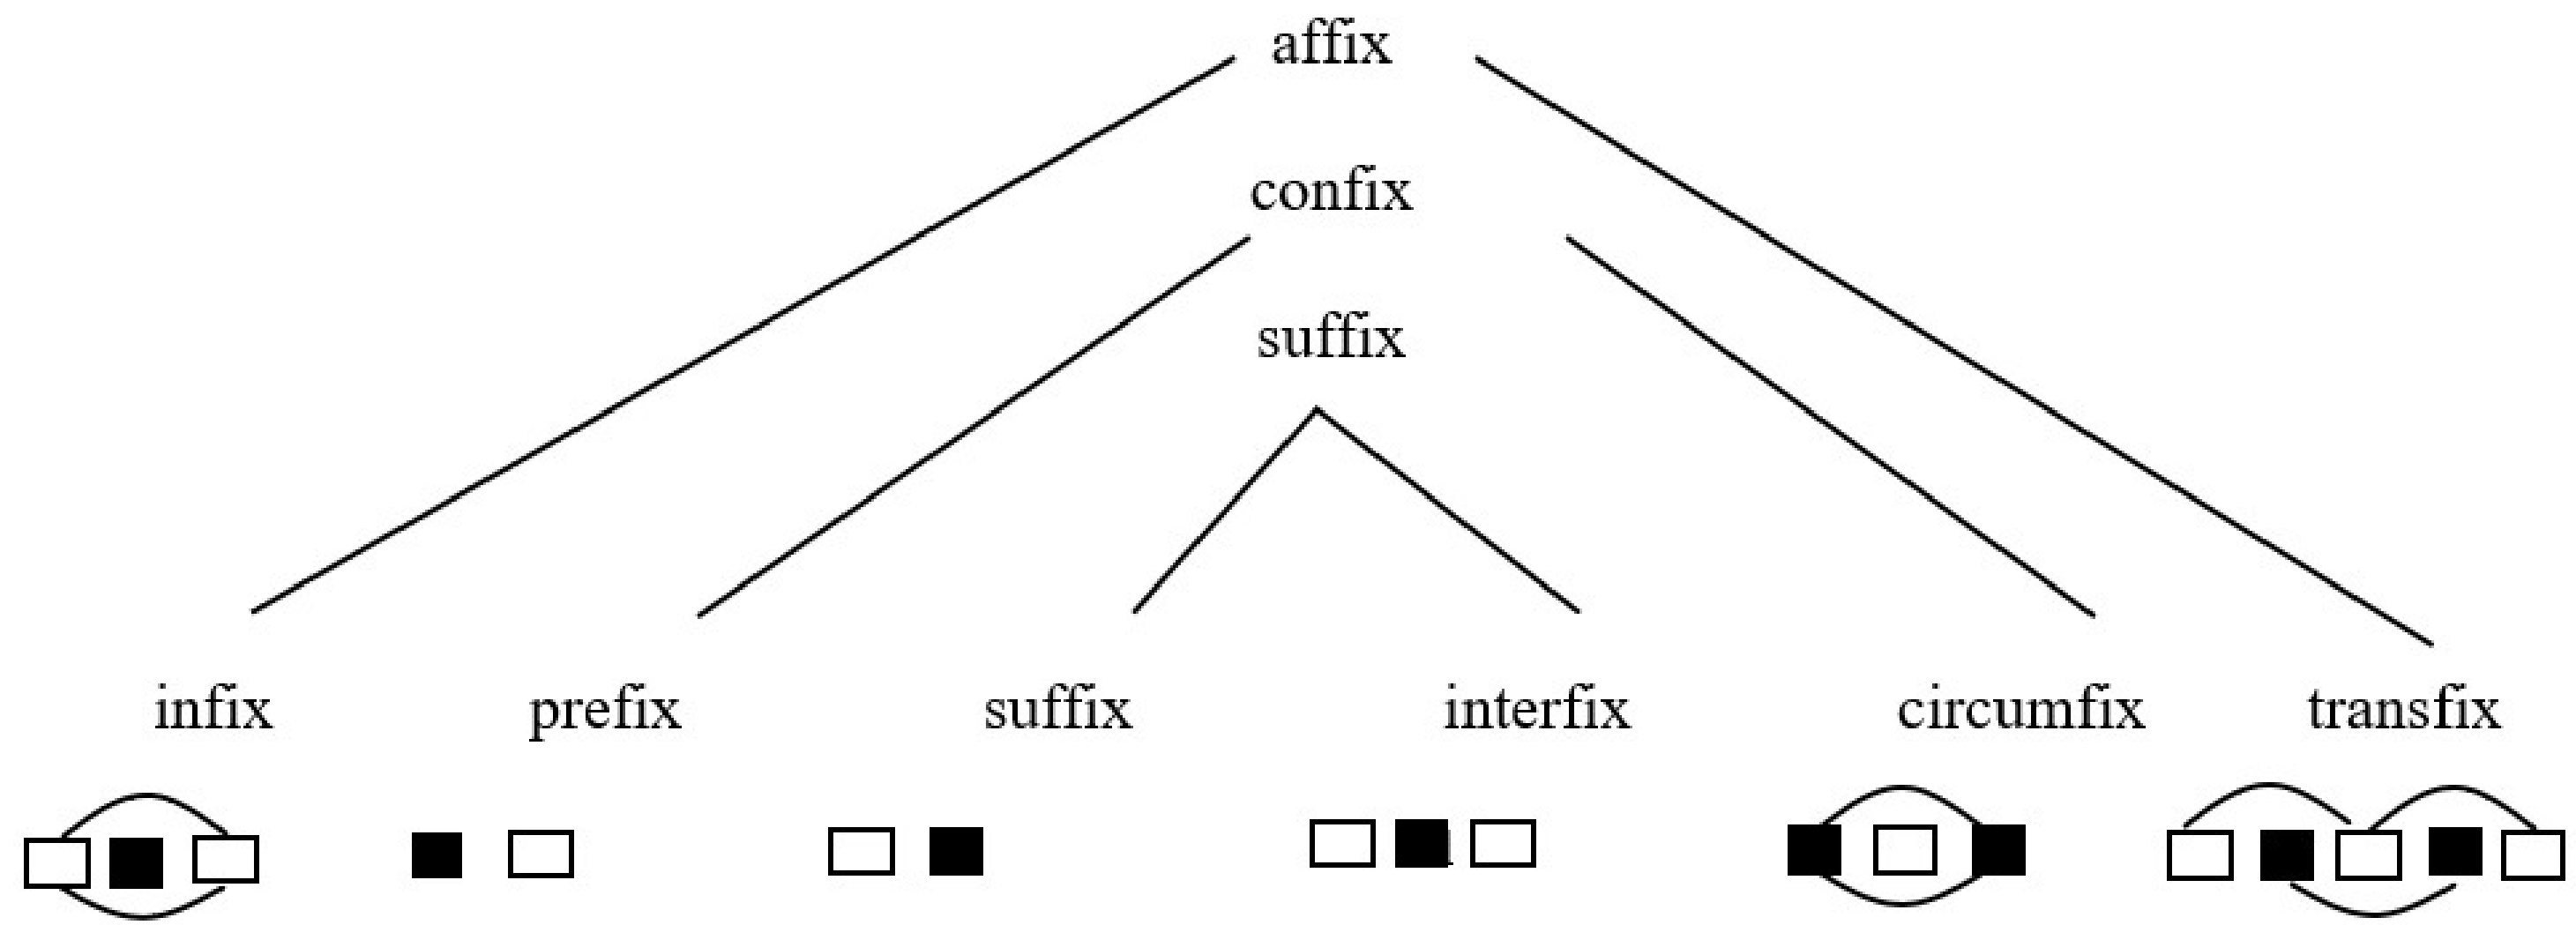 affix
confix
suffix
infix prefix suffix interfix circumfix transfix